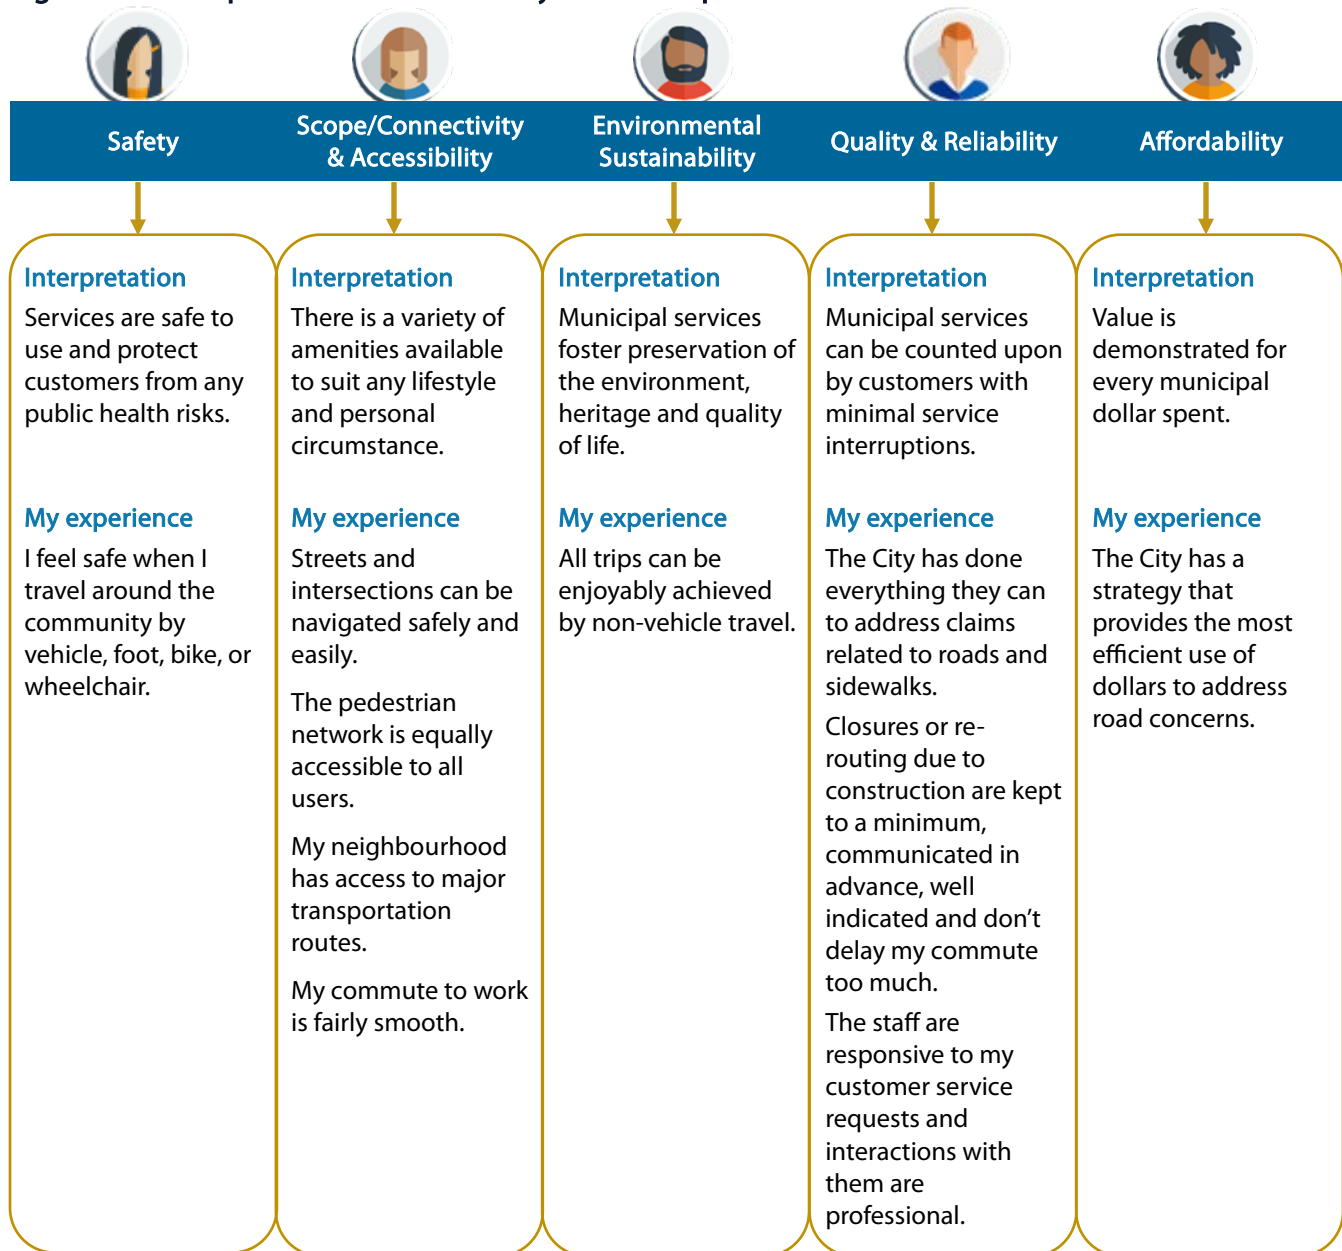 Safety
Scope/Connectivity
& Accessibility
Environmental
Sustainability
Quality & Reliability
Affordability
Interpretation
Services are safe to
use and protect
customers from any
public health risks.
My experience
I feel safe when I
travel around the
community by
vehicle, foot, bike, or
wheelchair.
Interpretation
There is a variety of
amenities available
to suit any lifestyle
and personal
circumstance.
My experience
Streets and
intersections can be
navigated safely and
easily.
The pedestrian
network is equally
accessible to all
users.
My neighbourhood
has access to major
transportation
routes.
My commute to work
is fairly smooth.
Interpretation
Municipal services
foster preservation of
the environment,
heritage and quality
of life.
My experience
All trips can be
enjoyably achieved
by non-vehicle travel.
Interpretation
Municipal services
can be counted upon
by customers with
minimal service
interruptions.
My experience
The City has done
everything they can
to address claims
related to roads and
sidewalks.
Closures or re-
routing due to
construction are kept
to a minimum,
communicated in
advance, well
indicated and don’t
delay my commute
too much.
The staff are
responsive to my
customer service
requests and
interactions with
them are
professional.
Interpretation
Value is
demonstrated for
every municipal
dollar spent.
My experience
The City has a
strategy that
provides the most
efficient use of
dollars to address
road concerns.